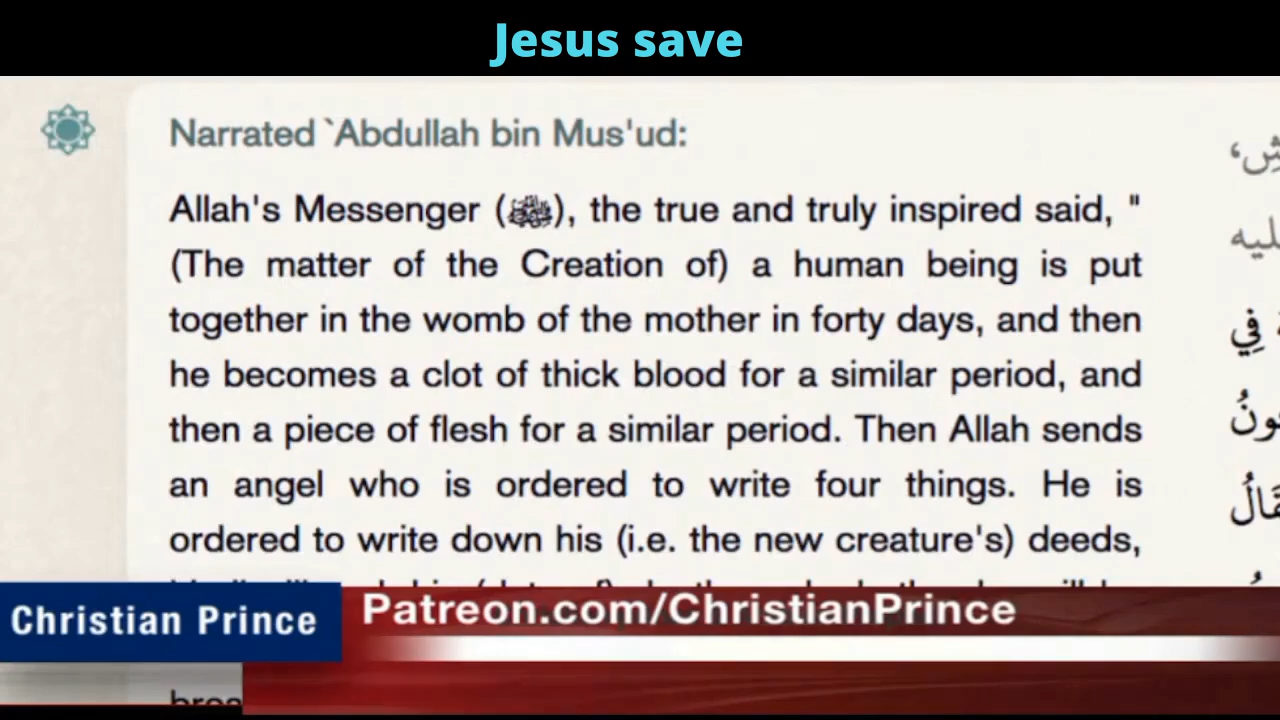 Jesus save
Narrated `Abdullah bin Mus'ud:
Allah's Messenger (ﷺ), the true and truly inspired said, "
(The matter of the Creation of) a human being is put
together in the womb of the mother in forty days, and then
he becomes a clot of thick blood for a similar period, and
then a piece of flesh for a similar period. Then Allah sends
an angel who is ordered to write four things. He is
ordered to write down his (i.e. the new creature's) deeds,
Christian Prince
Patreon.com/ChristianPrince